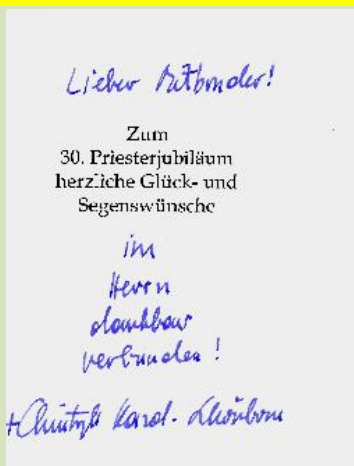 Lieber Mitbruder!
Zum
30. Priesterjubiläum
herzliche Glück- und
Segenswünsche
im
Herrn
dankbar
verbunden!
+Christoph Kard. Schönborn